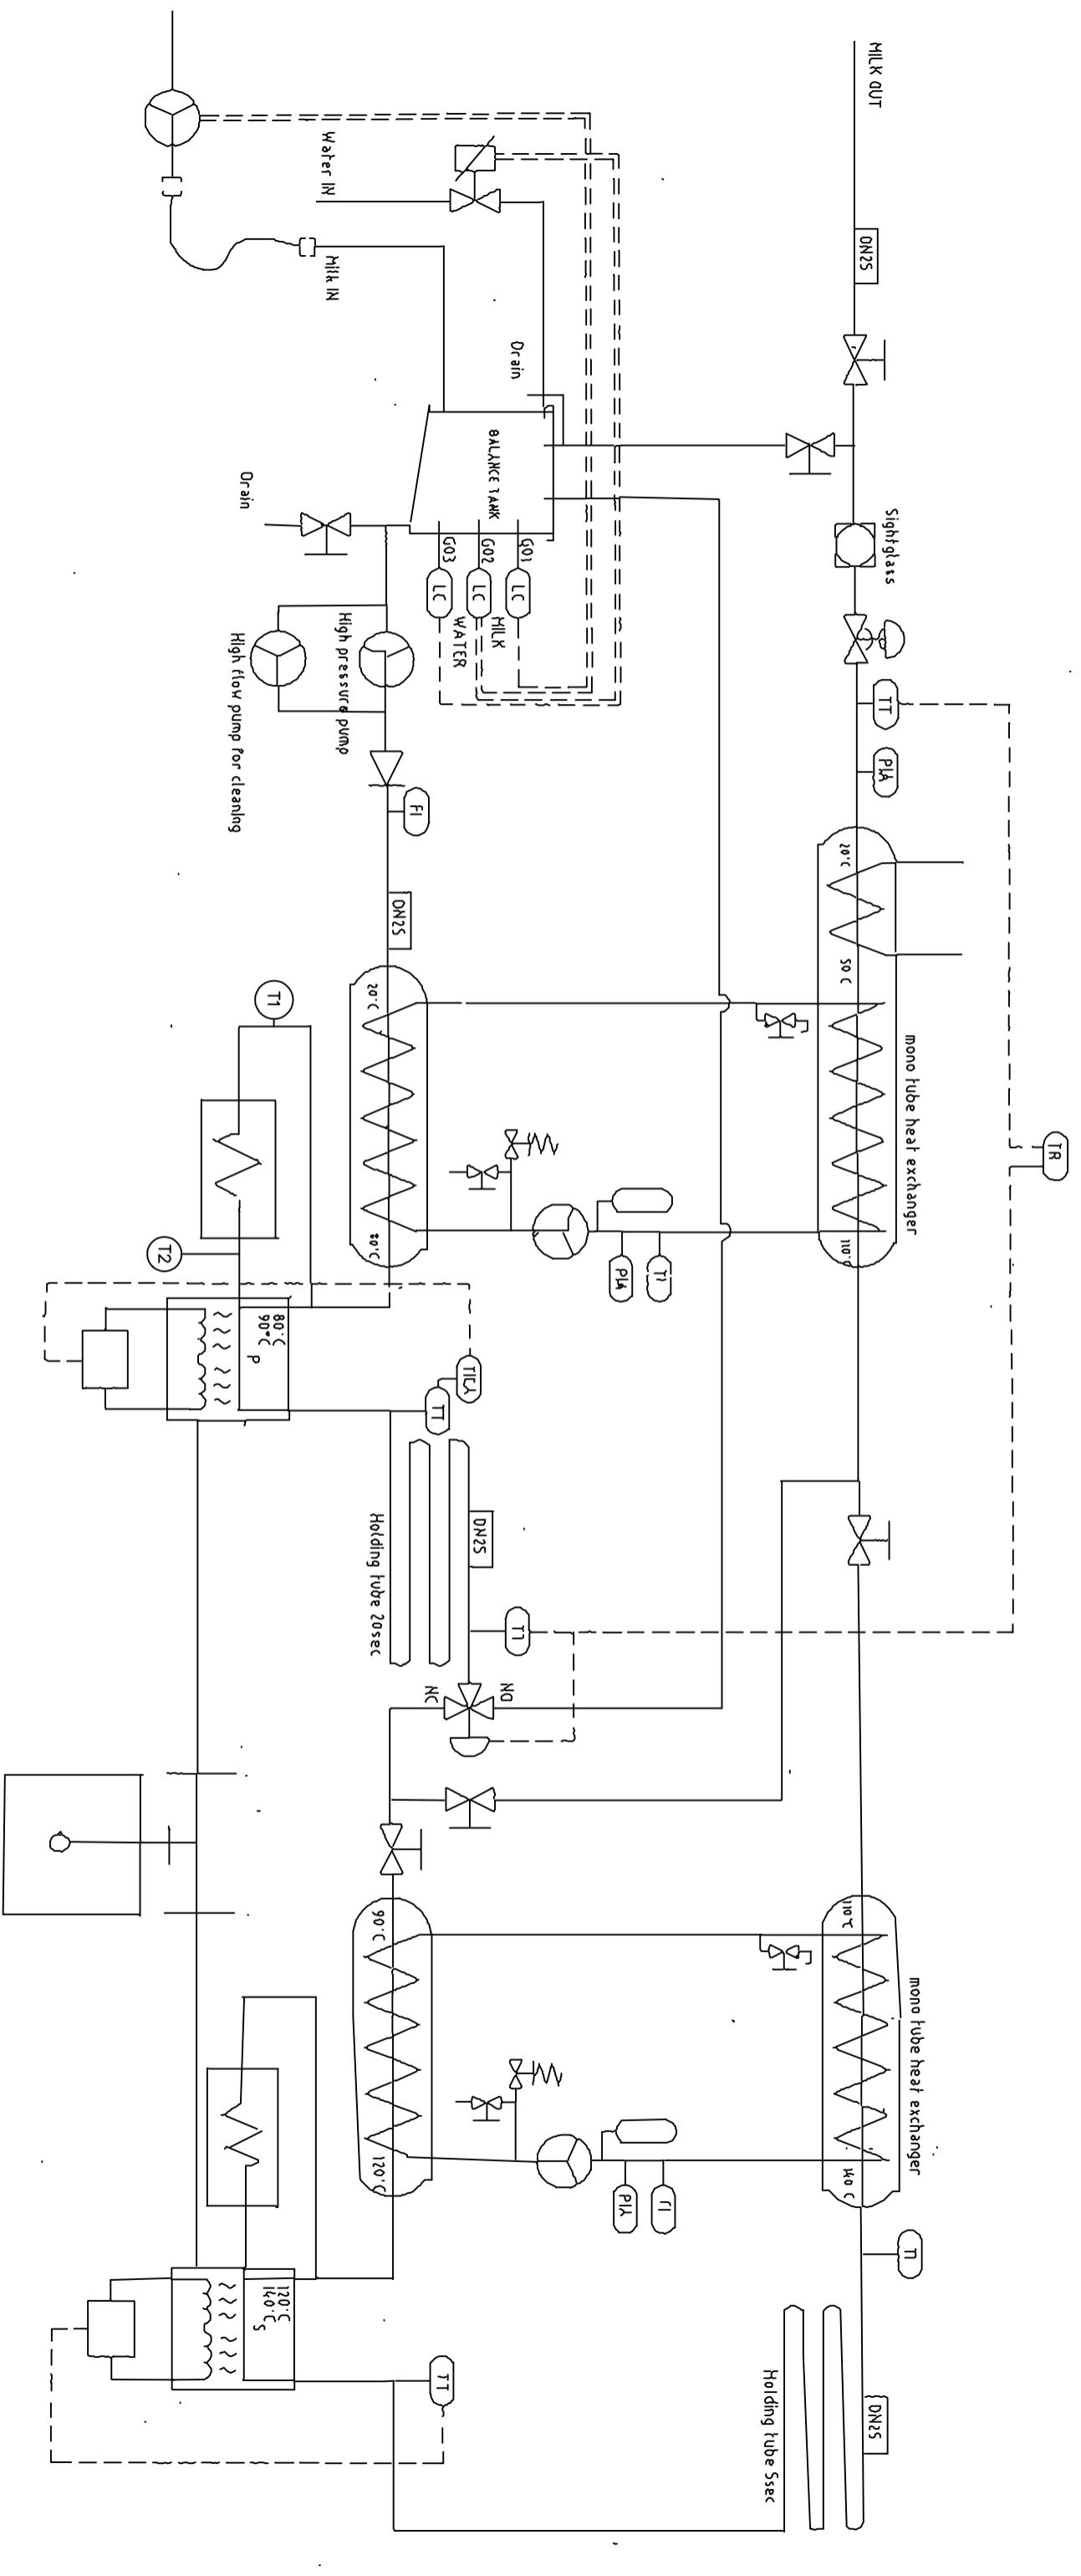 MILK OUT
DN25
Sightglass
TT
PIA
20°C
50 C
110°C
mono tube heat exchanger
TR
110°C
140 C
mono tube heat exchanger
TI
DN25
Holding tube 5sec
Water IN
Milk IN
Drain
BALANCE TANK
G01
G02
G03
LC
LC
LC
MILK
WATER
Drain
High pressure pump
High flow pump for cleaning
FI
DN25
20°C
80°C
PIA
TI
T1
T2
80°C
90°C
P
TICA
TT
Holding tube 20sec
DN25
TI
NO
NC
90°C
120°C
PIA
TI
120°C
140°C
S
TT